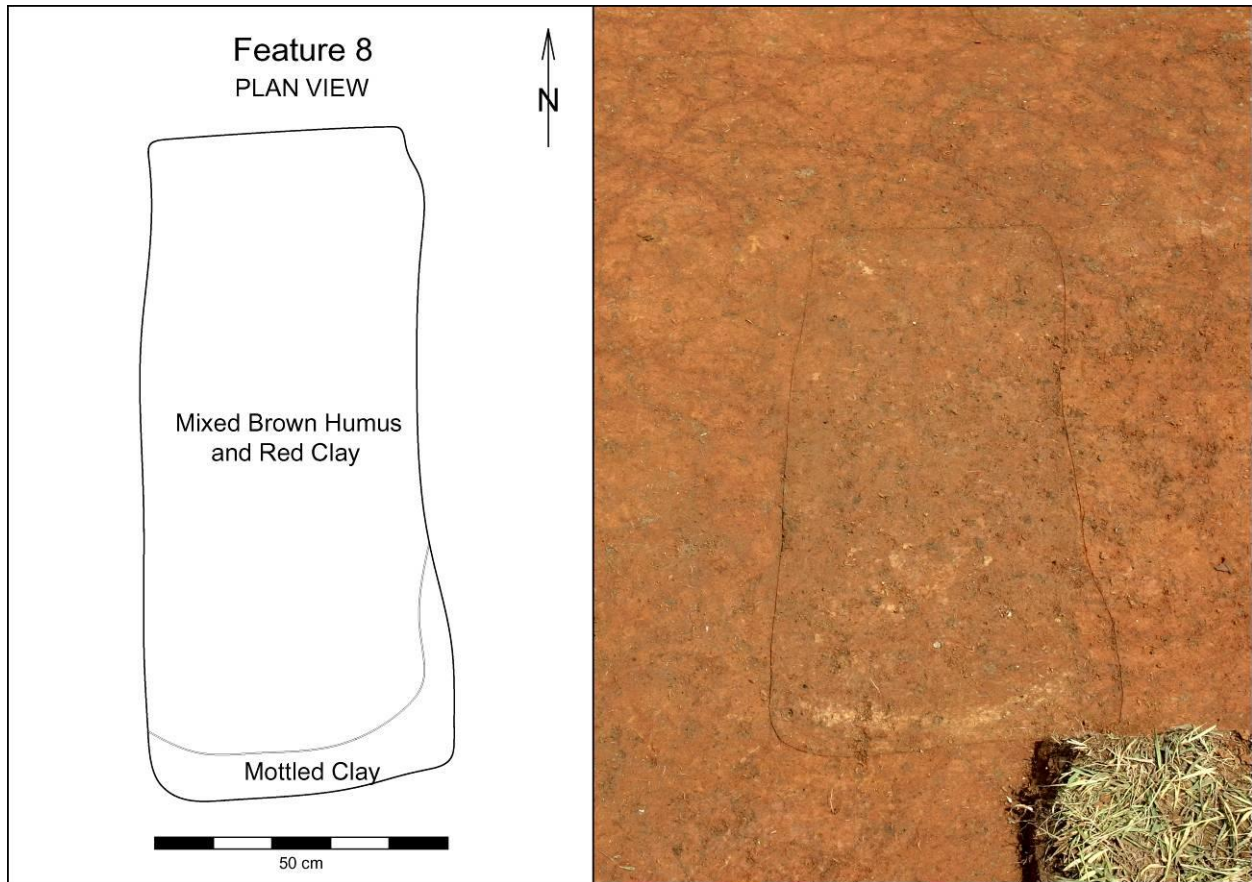 Feature 8
PLAN VIEW
N
Mixed Brown Humus
and Red Clay
Mottled Clay
50 cm